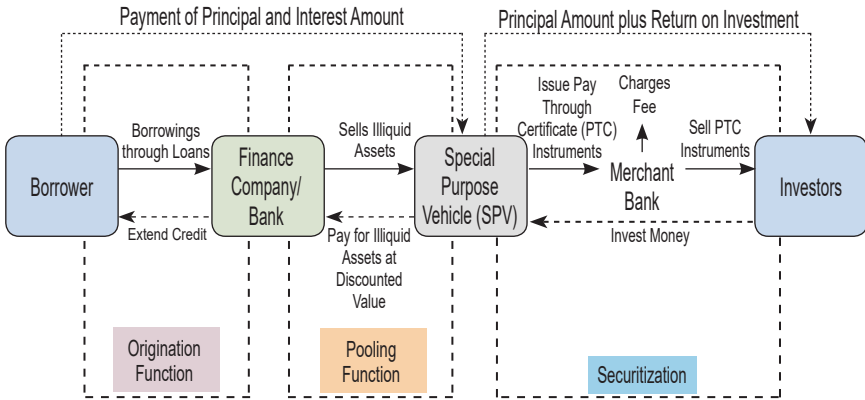 Payment of Principal and Interest Amount
Principal Amount plus Return on Investment
Borrower
Borrowings
through Loans
Extend Credit
Finance
Company/
Bank
Sells Illiquid
Assets
Pay for Illiquid
Assets at
Discounted
Value
Special
Purpose
Vehicle (SPV)
Issue Pay
Through
Certificate (PTC)
Instruments
Charges
Fee
Merchant
Bank
Sell PTC
Instruments
Invest Money
Investors
Origination
Function
Pooling
Function
Securitization